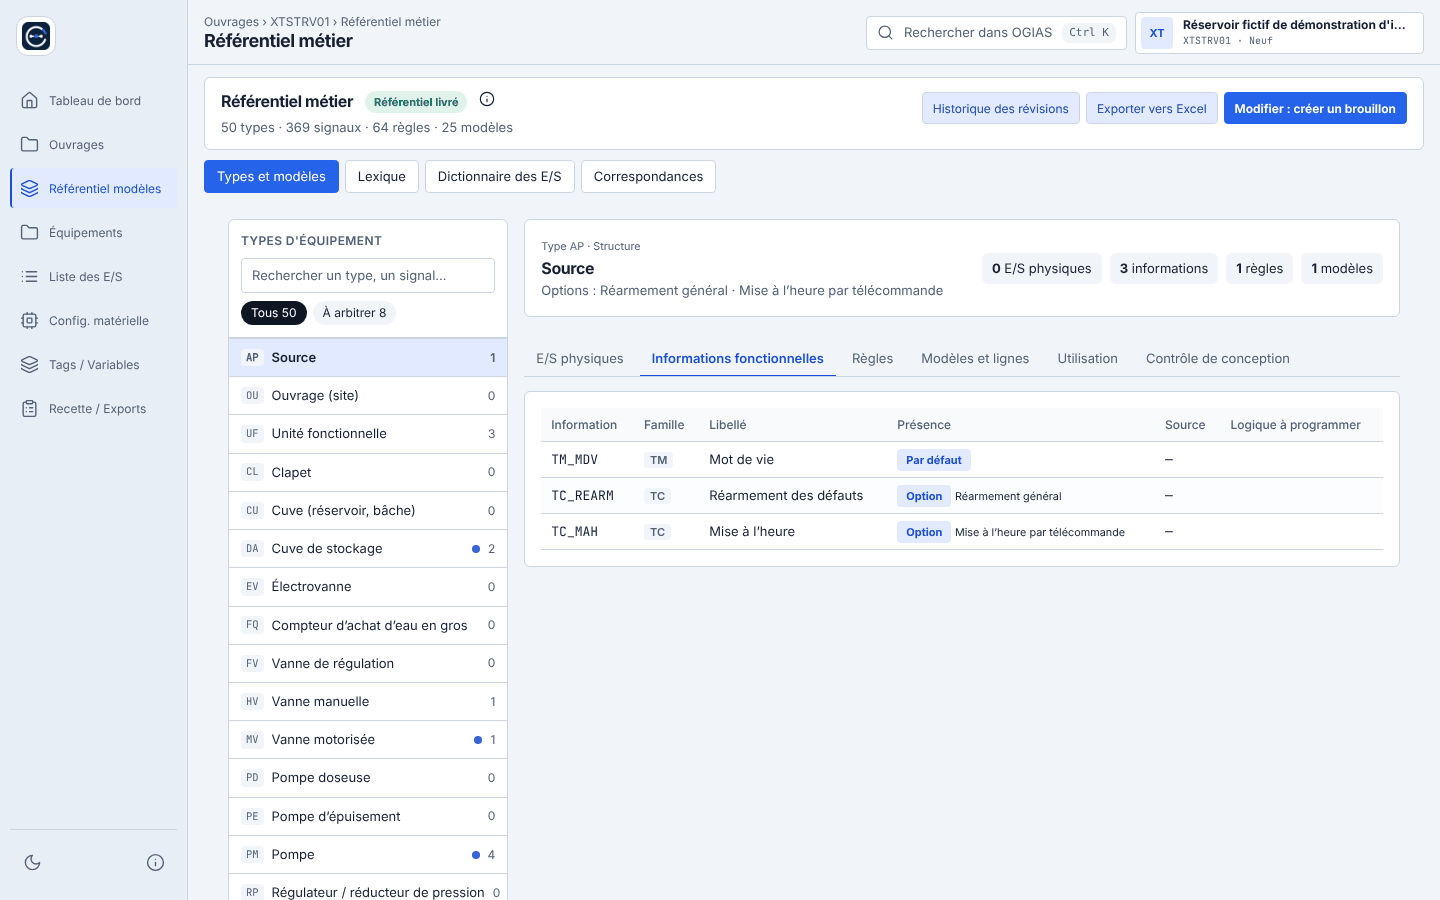 Ouvrages › XTSTRV01 › Référentiel métier
Référentiel métier
Rechercher dans OGIAS Ctrl K
XT
Réservoir fictif de démonstration d'i...
XTSTRV01 · Neuf
Tableau de bord
Ouvrages
Référentiel modèles
Équipements
Liste des E/S
Config. matérielle
Tags / Variables
Recette / Exports
Référentiel métier Référentiel livré
50 types · 369 signaux · 64 règles · 25 modèles
Historique des révisions
Exporter vers Excel
Modifier : créer un brouillon
Types et modèles
Lexique
Dictionnaire des E/S
Correspondances
TYPES D'ÉQUIPEMENT
Rechercher un type, un signal...
Tous 50
À arbitrer 8
AP Source 1
OU Ouvrage (site) 0
UF Unité fonctionnelle 3
CL Clapet 0
CU Cuve (réservoir, bâche) 0
DA Cuve de stockage 2
EV Électrovanne 0
FQ Compteur d’achat d’eau en gros 0
FV Vanne de régulation 0
HV Vanne manuelle 1
MV Vanne motorisée 1
PD Pompe doseuse 0
PE Pompe d’épuisement 0
PM Pompe 4
RP Régulateur / réducteur de pression 0
Type AP · Structure
Source
Options : Réarmement général · Mise à l’heure par télécommande
0 E/S physiques
3 informations
1 règles
1 modèles
E/S physiques
Informations fonctionnelles
Règles
Modèles et lignes
Utilisation
Contrôle de conception
Information Famille Libellé Présence Source Logique à programmer
TM_MDV TM Mot de vie Par défaut —
TC_REARM TC Réarmement des défauts Option Réarmement général —
TC_MAH TC Mise à l’heure Option Mise à l’heure par télécommande —